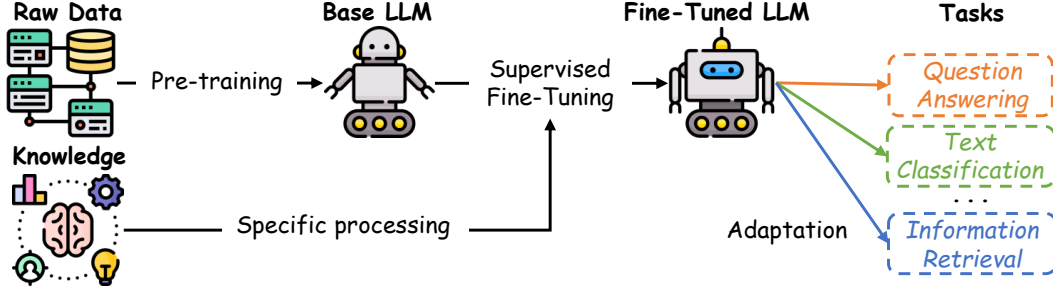 Raw Data
Base LLM
Fine-Tuned LLM
Tasks
Pre-training
Supervised
Fine-Tuning
Question
Answering
Text
Classification
. . .
Knowledge
Specific processing
Adaptation
Information
Retrieval